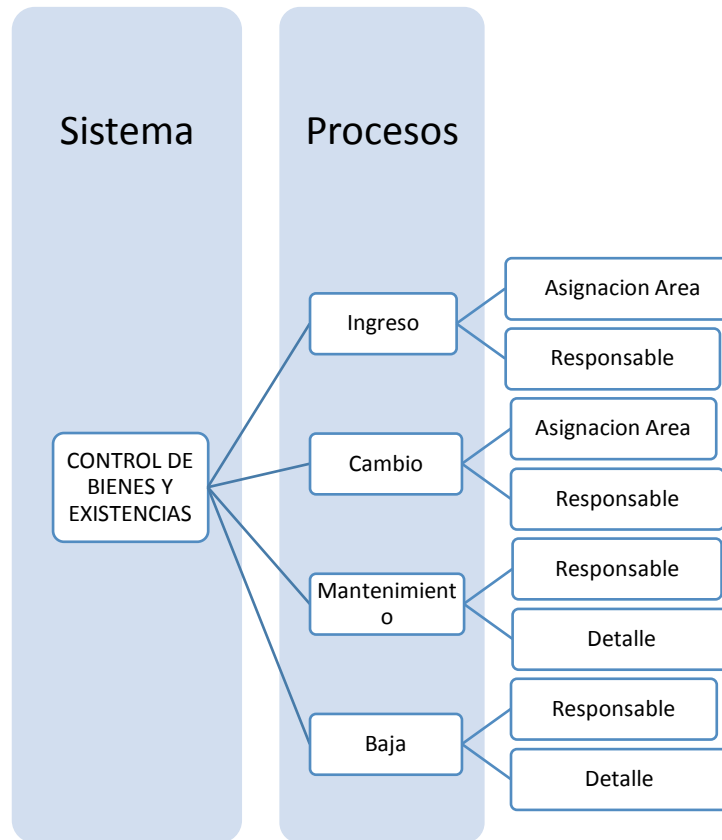 Sistema
Procesos
CONTROL DE
BIENES Y
EXISTENCIAS
Ingreso
Asignacion Area
Responsable
Cambio
Asignacion Area
Responsable
Mantenimient
o
Responsable
Detalle
Baja
Responsable
Detalle